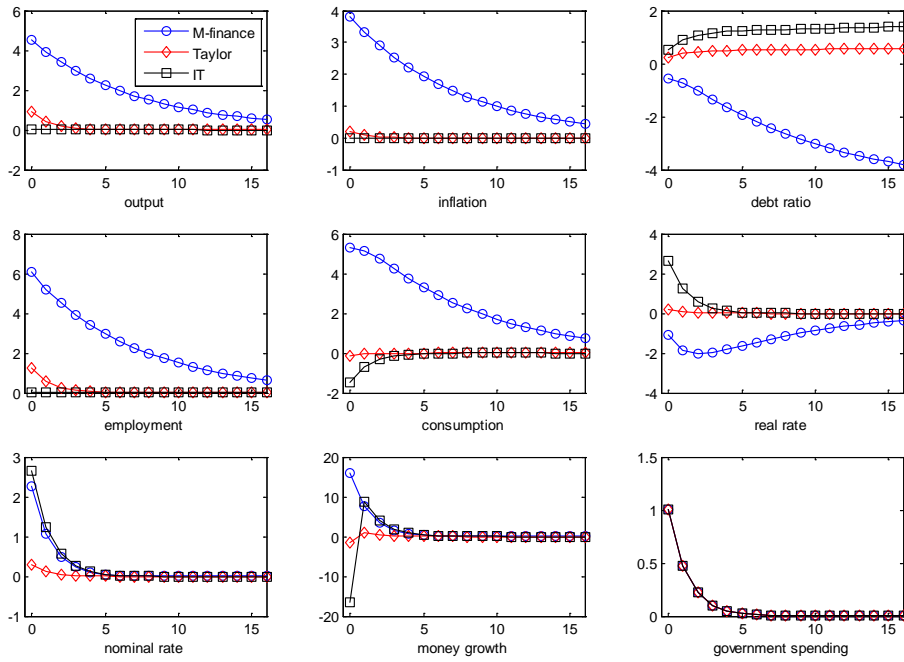 M-finance
Taylor
IT
6
4
2
0
-2
0 5 10 15
output
4
3
2
1
0
-1
0 5 10 15
inflation
2
0
-2
-4
0 5 10 15
debt ratio
8
6
4
2
0
0 5 10 15
employment
6
4
2
0
-2
0 5 10 15
consumption
4
2
0
-2
-4
0 5 10 15
real rate
3
2
1
0
-1
0 5 10 15
nominal rate
20
10
0
-10
-20
0 5 10 15
money growth
1.5
1
0.5
0
0 5 10 15
government spending